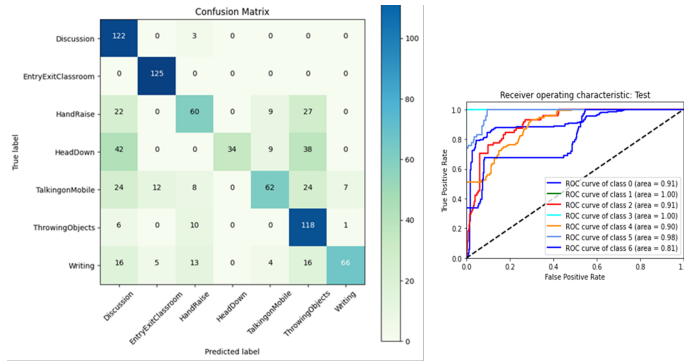 Confusion Matrix
Discussion 122 0 3 0 0 0 0
EntryExitClassroom 0 125 0 0 0 0 0
HandRaise 22 0 60 0 9 27 0
HeadDown 42 0 0 34 9 38 0
TalkingonMobile 24 12 8 0 62 24 7
ThrowingObjects 6 0 10 0 0 118 1
Writing 16 5 13 0 4 16 66
True label
Discussion
EntryExitClassroom
HandRaise
HeadDown
TalkingonMobile
ThrowingObjects
Writing
Predicted label
100
80
60
40
20
0
Receiver operating characteristic: Test
True Positive Rate
1.0
0.8
0.6
0.4
0.2
0.0
ROC curve of class 0 (area = 0.91)
ROC curve of class 1 (area = 1.00)
ROC curve of class 2 (area = 0.91)
ROC curve of class 3 (area = 1.00)
ROC curve of class 4 (area = 0.90)
ROC curve of class 5 (area = 0.98)
ROC curve of class 6 (area = 0.81)
0.0 0.2 0.4 0.6 0.8
False Positive Rate